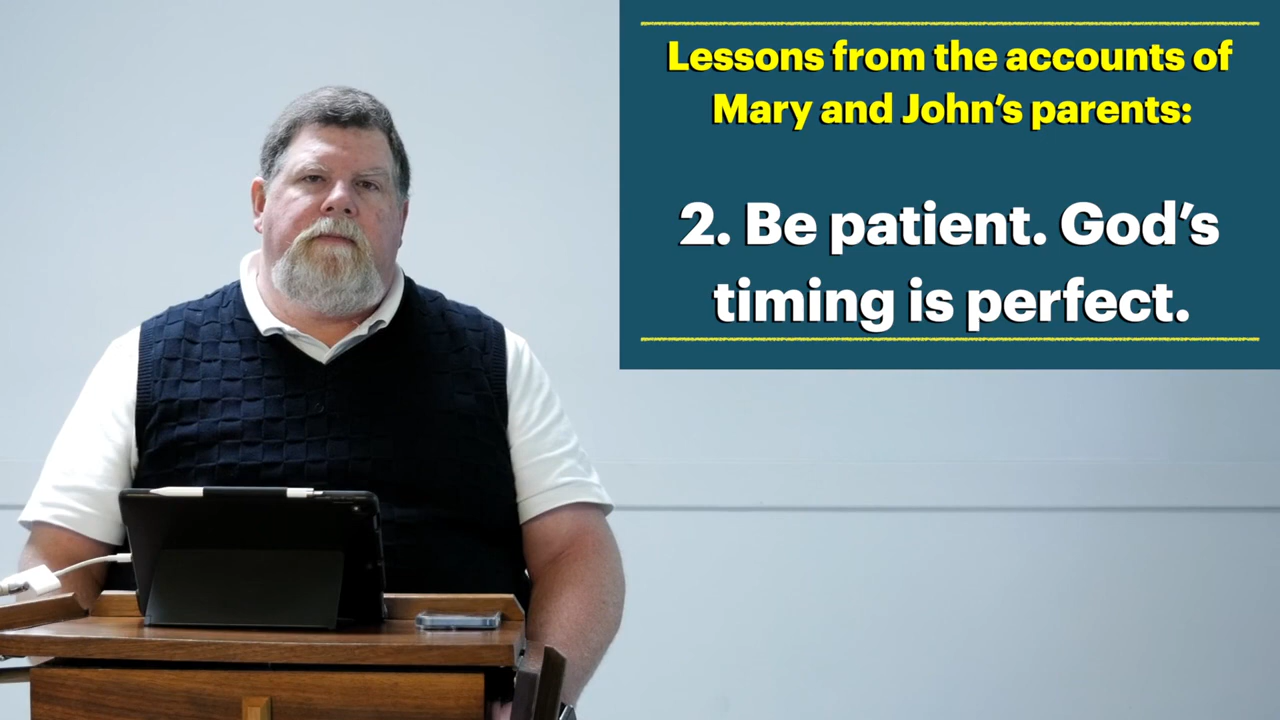 Lessons from the accounts of
Mary and John’s parents:
2. Be patient. God’s
timing is perfect.